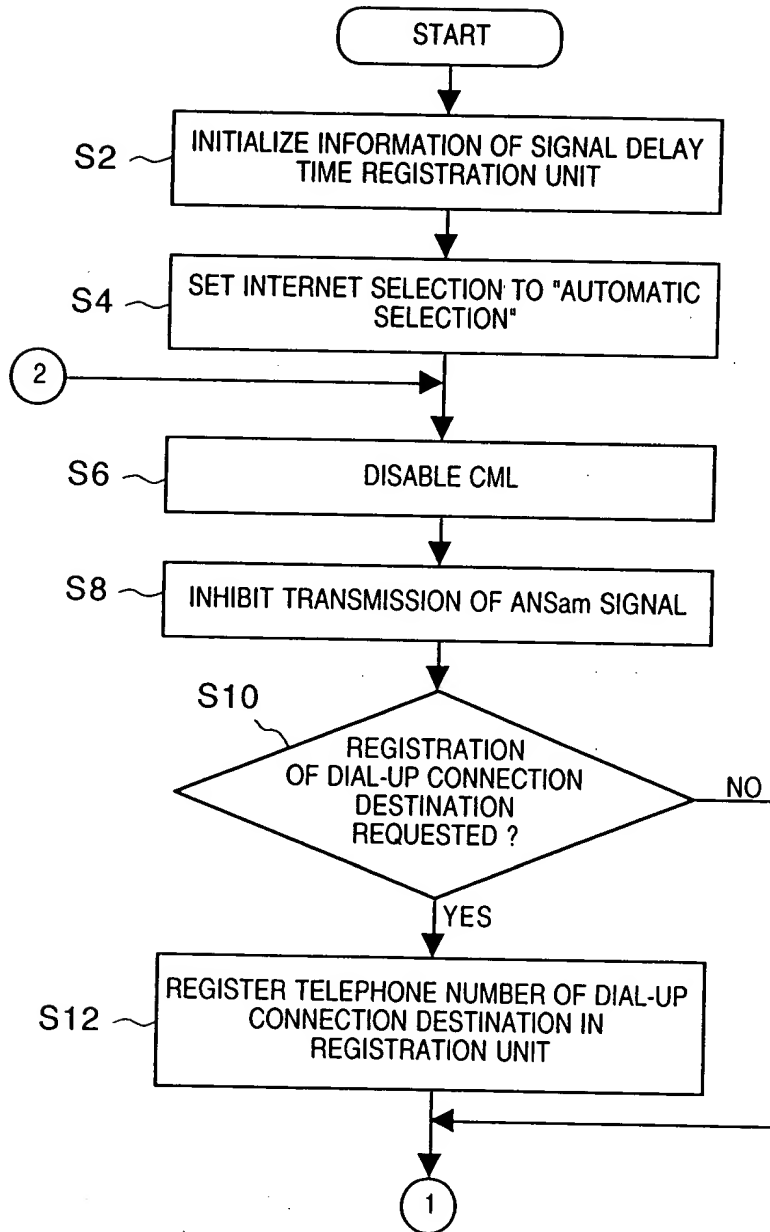 START
S2
INITIALIZE INFORMATION OF SIGNAL DELAY
TIME REGISTRATION UNIT
S4
SET INTERNET SELECTION TO "AUTOMATIC
SELECTION"
2
S6
DISABLE CML
S8
INHIBIT TRANSMISSION OF ANSam SIGNAL
S10
REGISTRATION
OF DIAL-UP CONNECTION
DESTINATION
REQUESTED ?
NO
YES
S12
REGISTER TELEPHONE NUMBER OF DIAL-UP
CONNECTION DESTINATION IN
REGISTRATION UNIT
1